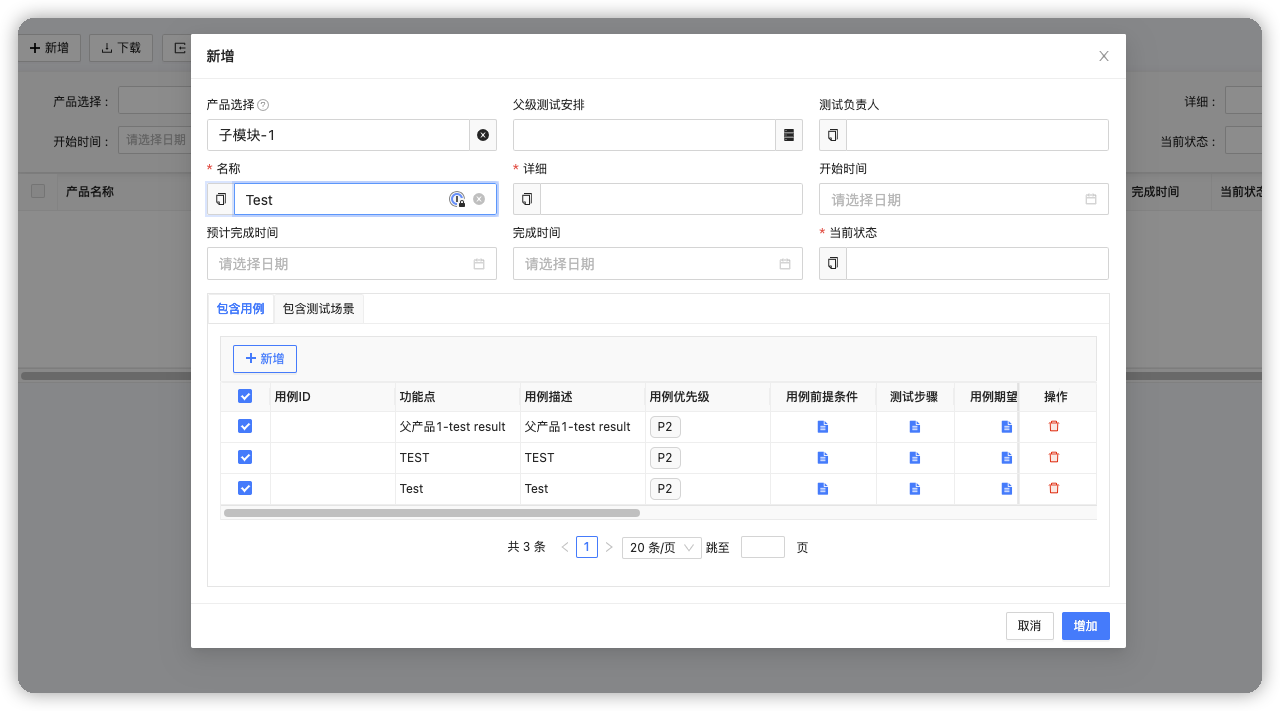 新增 下载
产品选择： 详细：
开始时间： 请选择日期 当前状态：
产品名称 完成时间
新增
产品选择 父级测试安排 测试负责人
子模块-1
* 名称 * 详细 开始时间
Test 请选择日期
预计完成时间 完成时间 * 当前状态
请选择日期 请选择日期
包含用例 包含测试场景
新增
用例ID 功能点 用例描述 用例优先级 用例前提条件 测试步骤 用例期望 操作
父产品1-test result 父产品1-test result P2
TEST TEST P2
Test Test P2
共 3 条 1 20 条/页 跳至 页
取消 增加